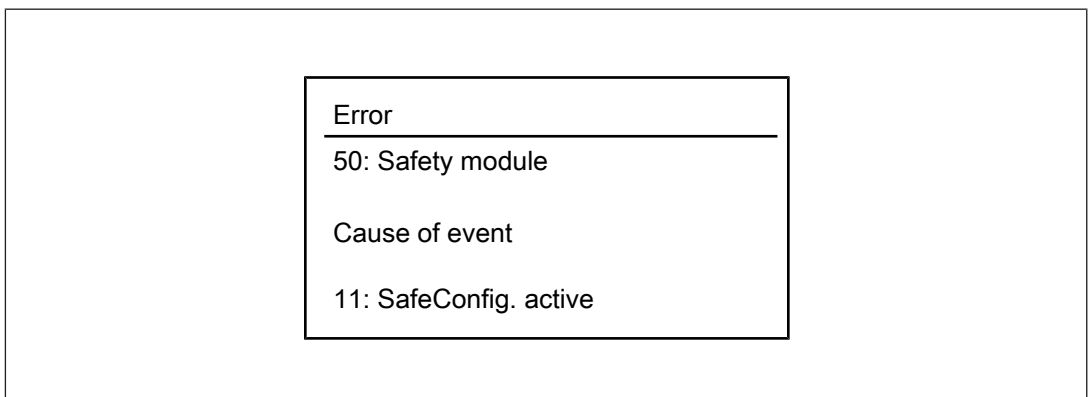 Error
50: Safety module
Cause of event
11: SafeConfig. active